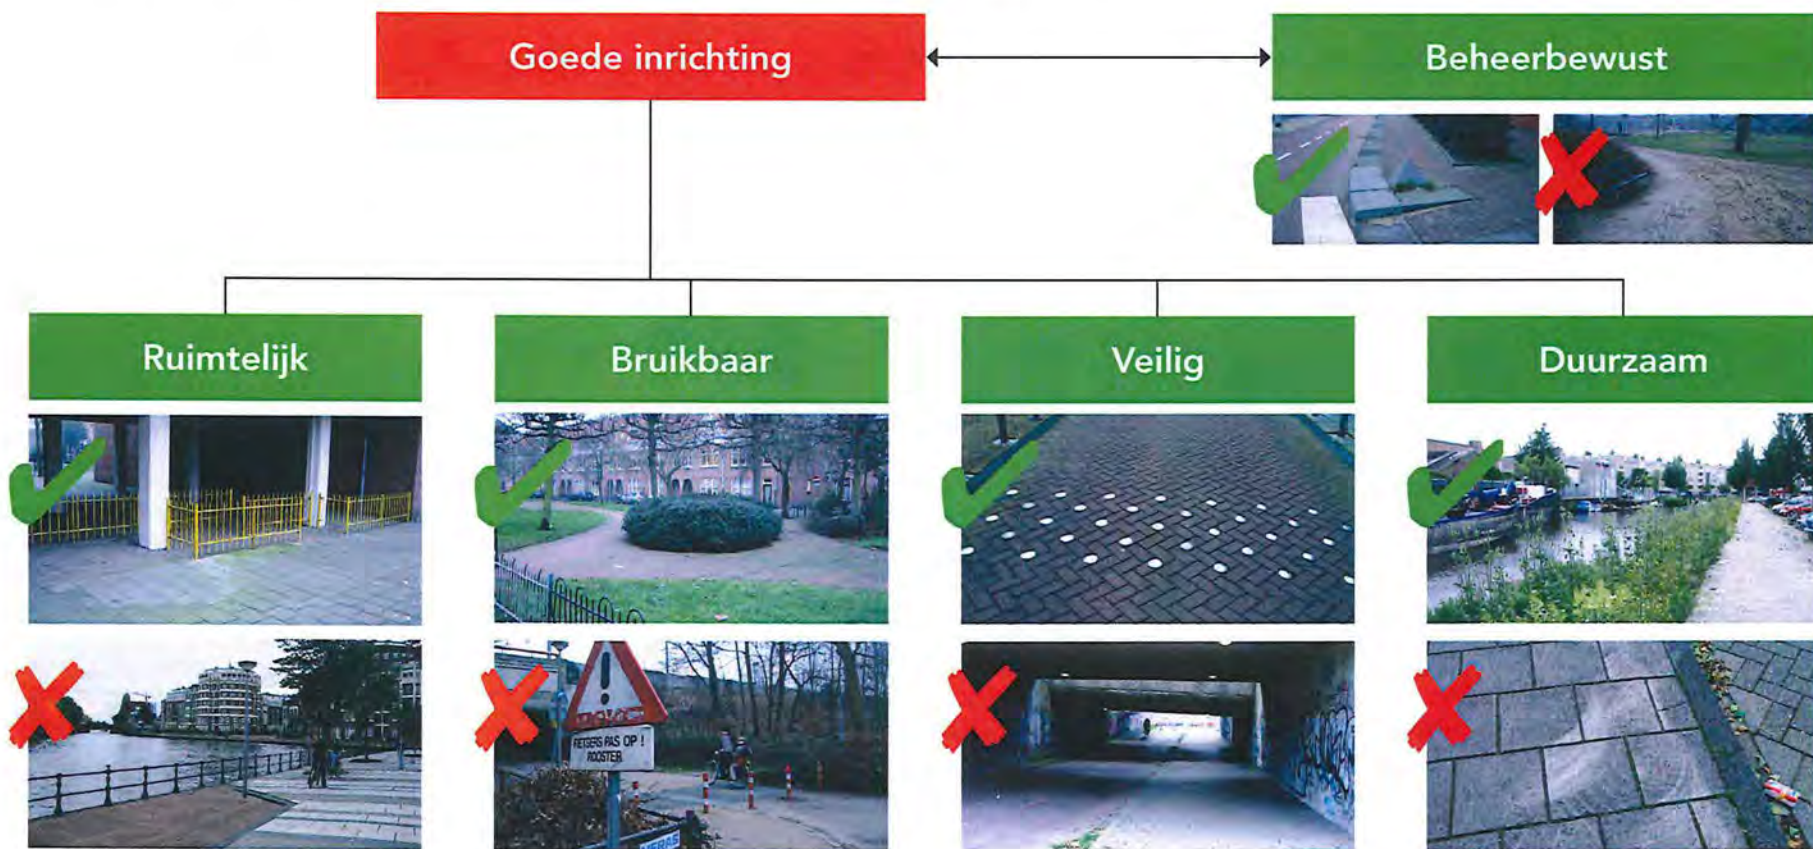 Goede inrichting
Beheerbewust
Ruimtelijk
Bruikbaar
Veilig
Duurzaam
FIETSERS PAS OP !
ROOSTER